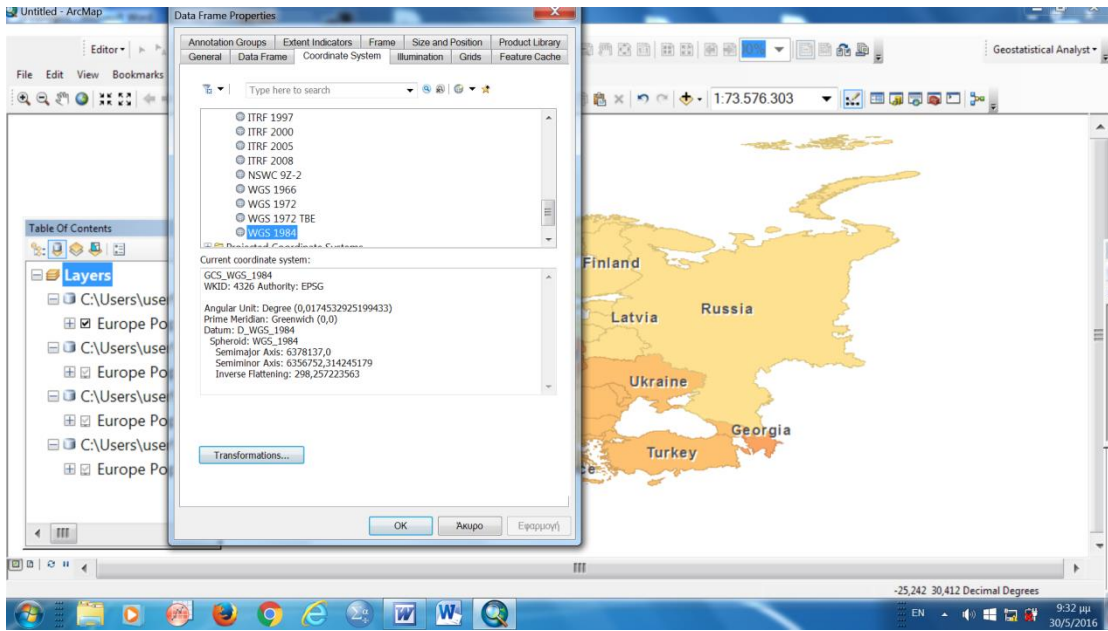 Untitled - ArcMap
Editor
File Edit View Bookmarks
Data Frame Properties
Annotation Groups Extent Indicators Frame Size and Position Product Library
General Data Frame Coordinate System Illumination Grids Feature Cache
Type here to search
ITRF 1997
ITRF 2000
ITRF 2005
ITRF 2008
NSWC 9Z-2
WGS 1966
WGS 1972
WGS 1972 TBE
WGS 1984
Projected Coordinate Systems
Current coordinate system:
GCS_WGS_1984
WKID: 4326 Authority: EPSG
Angular Unit: Degree (0,0174532925199433)
Prime Meridian: Greenwich (0,0)
Datum: D_WGS_1984
Spheroid: WGS_1984
Semimajor Axis: 6378137,0
Semiminor Axis: 6356752,314245179
Inverse Flattening: 298,257223563
Transformations...
OK Άκυρο Εφαρμογή
Geostatistical Analyst
1:73.576.303
Table Of Contents
Layers
C:\Users\use
Europe Po
C:\Users\use
Europe Po
C:\Users\use
Europe Po
C:\Users\use
Europe Po
Finland
Russia
Latvia
Ukraine
Georgia
Turkey
-25,242 30,412 Decimal Degrees
EN
9:32 μμ
30/5/2016